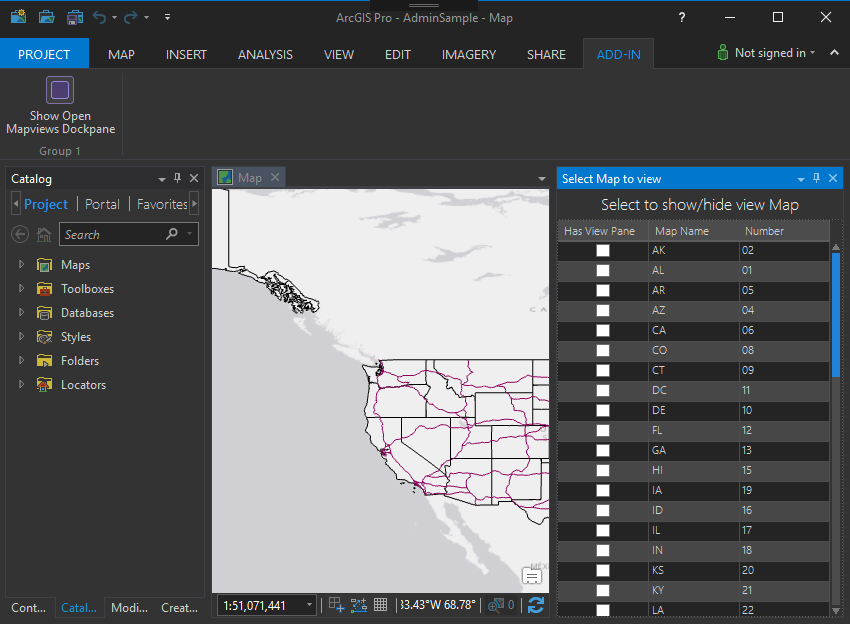 ArcGIS Pro - AdminSample - Map
?
PROJECT MAP INSERT ANALYSIS VIEW EDIT IMAGERY SHARE ADD-IN Not signed in
Show Open
Mapviews Dockpane
Group 1
Catalog
Project Portal Favorites
Search
Maps
Toolboxes
Databases
Styles
Folders
Locators
Cont... Catal... Modi... Creat...
Map
1:51,071,441 33.43°W 68.78° 0
Select Map to view
Select to show/hide view Map
Has View Pane Map Name Number
AK 02
AL 01
AR 05
AZ 04
CA 06
CO 08
CT 09
DC 11
DE 10
FL 12
GA 13
HI 15
IA 19
ID 16
IL 17
IN 18
KS 20
KY 21
LA 22